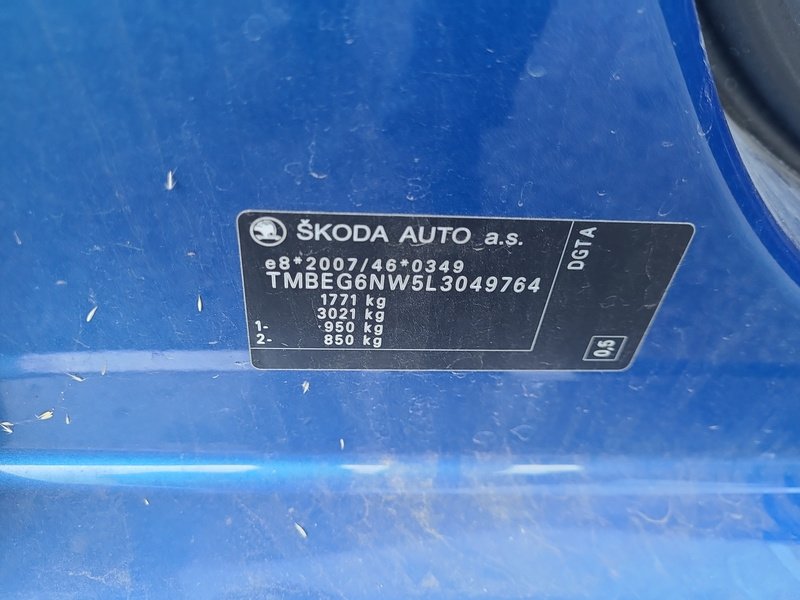 ŠKODA AUTO a.s.
e8*2007/46*0349
TMBEG6NW5L3049764
1771 kg
3021 kg
1- 950 kg
2- 850 kg
DGTA
0,5